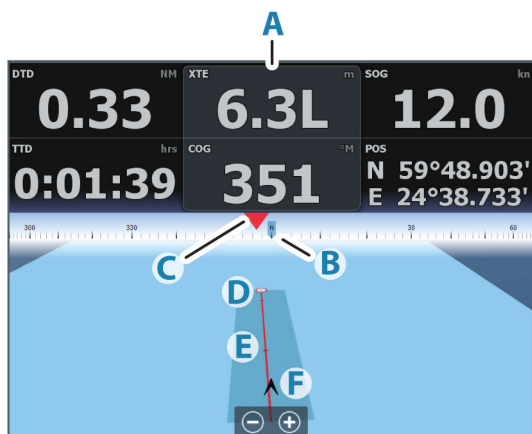 A
DTD NM XTE m SOG kn
0.33 6.3L 12.0
TTD hrs COG °M POS
0:01:39 351 N 59°48.903'
E 24°38.733'
300 330 N 30 60
C B
D
E
F